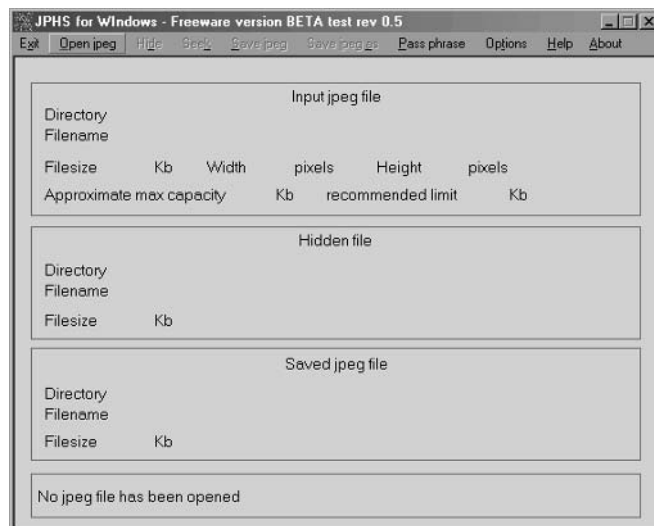 JPHS for WIndows - Freeware version BETA test rev 0.5
Exit Open jpeg Hide Seek Save jpeg Save jpeg as Pass phrase Options Help About
Input jpeg file
Directory
Filename
Filesize Kb Width pixels Height pixels
Approximate max capacity Kb recommended limit Kb
Hidden file
Directory
Filename
Filesize Kb
Saved jpeg file
Directory
Filename
Filesize Kb
No jpeg file has been opened